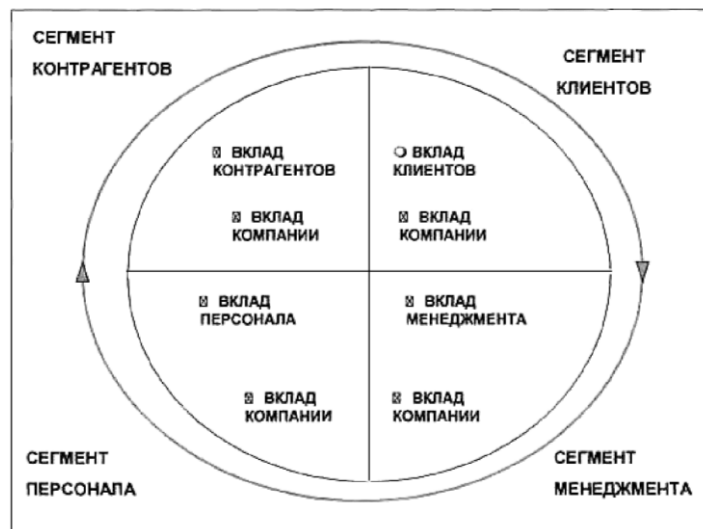 СЕГМЕНТ
КОНТРАГЕНТОВ
СЕГМЕНТ
КЛИЕНТОВ
ВКЛАД
КОНТРАГЕНТОВ
ВКЛАД
КЛИЕНТОВ
ВКЛАД
КОМПАНИИ
ВКЛАД
КОМПАНИИ
ВКЛАД
ПЕРСОНАЛА
ВКЛАД
МЕНЕДЖМЕНТА
ВКЛАД
КОМПАНИИ
ВКЛАД
КОМПАНИИ
СЕГМЕНТ
ПЕРСОНАЛА
СЕГМЕНТ
МЕНЕДЖМЕНТА